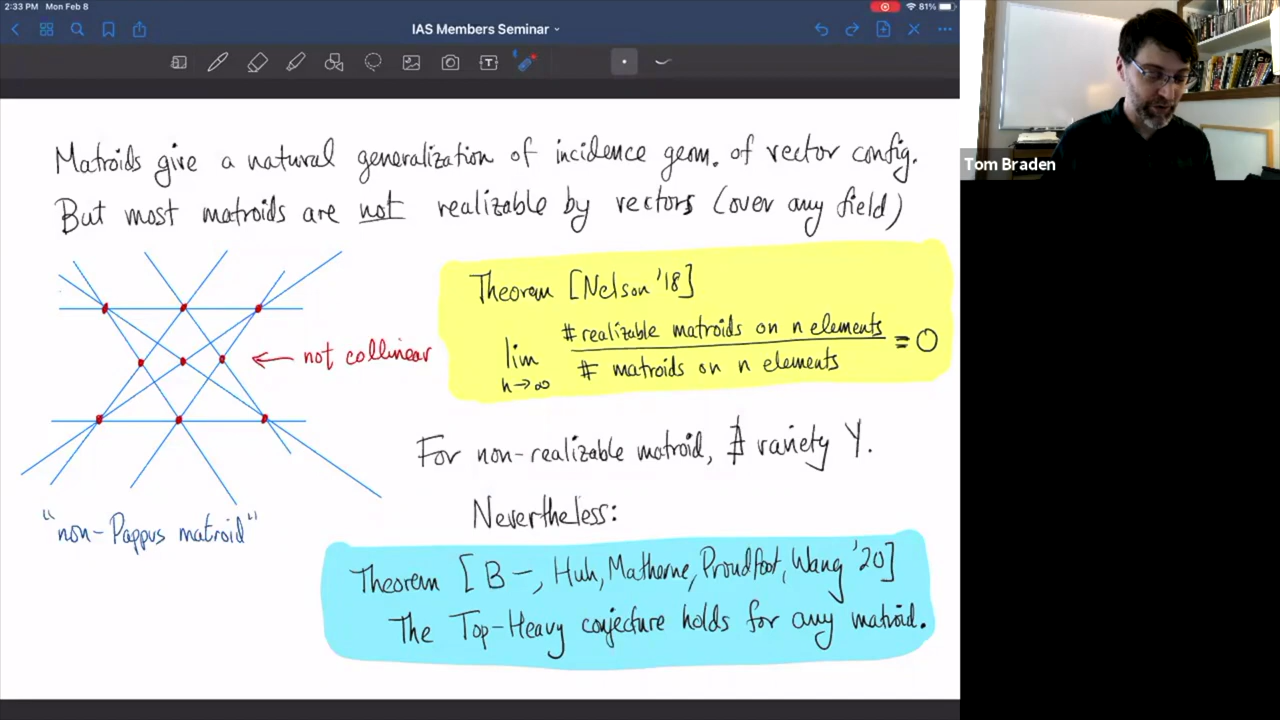 2:33 PM Mon Feb 8
81%
IAS Members Seminar
T
Tom Braden
Matroids give a natural generalization of incidence geom. of vector config.
But most matroids are not realizable by vectors (over any field)
Theorem [Nelson '18]
lim n→∞ # realizable matroids on n elements / # matroids on n elements = 0
← not collinear
For non-realizable matroid, ∄ variety Y.
Nevertheless:
"non-Pappus matroid"
Theorem [B–, Huh, Matherne, Proudfoot, Wang '20]
The Top-Heavy conjecture holds for any matroid.